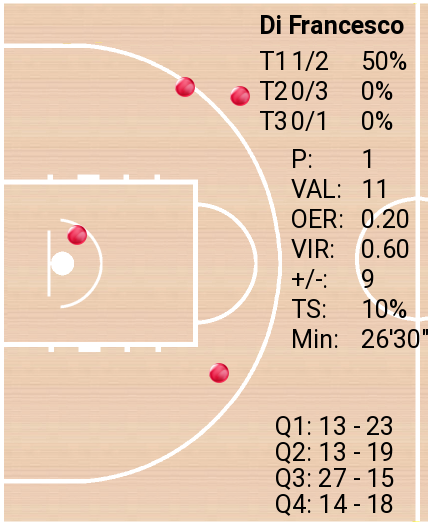 Di Francesco
T1 1/2 50%
T2 0/3 0%
T3 0/1 0%
P: 1
VAL: 11
OER: 0.20
VIR: 0.60
+/-: 9
TS: 10%
Min: 26'30"
Q1: 13 - 23
Q2: 13 - 19
Q3: 27 - 15
Q4: 14 - 18